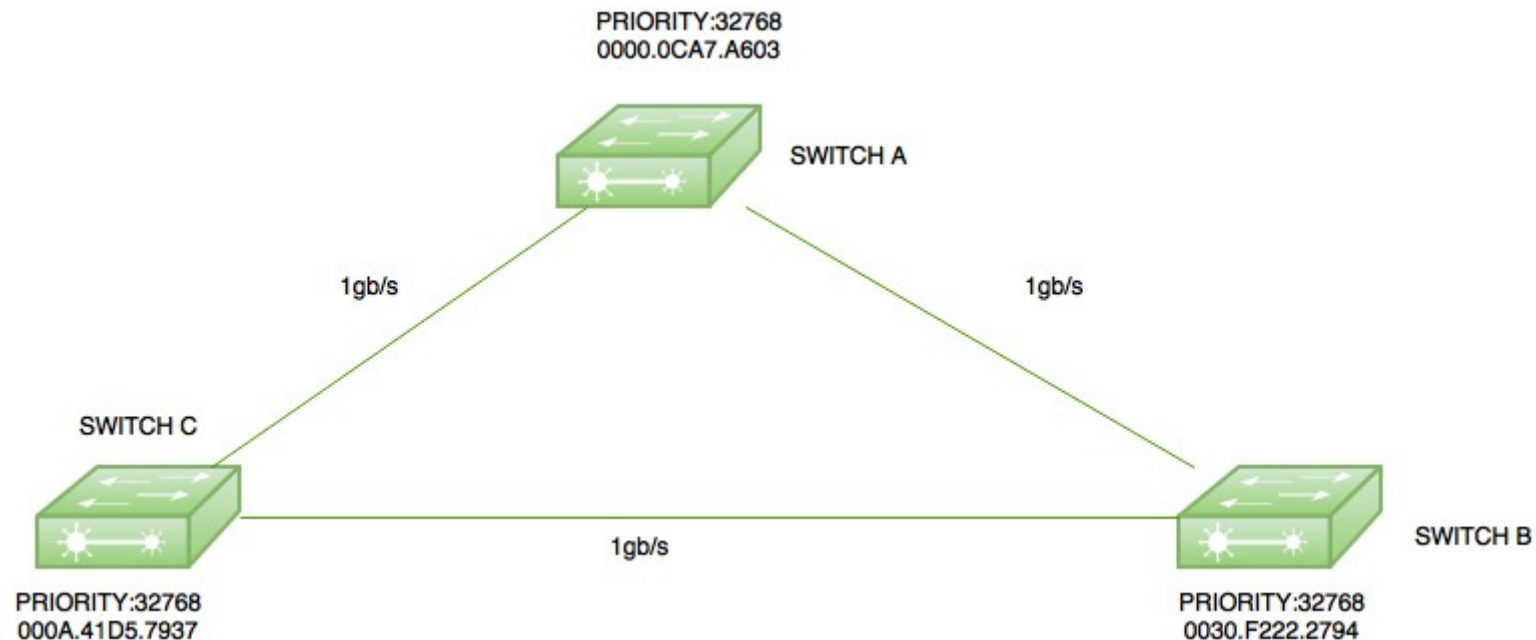 PRIORITY:32768
0000.0CA7.A603
SWITCH A
1gb/s
1gb/s
SWITCH C
1gb/s
SWITCH B
PRIORITY:32768
000A.41D5.7937
PRIORITY:32768
0030.F222.2794